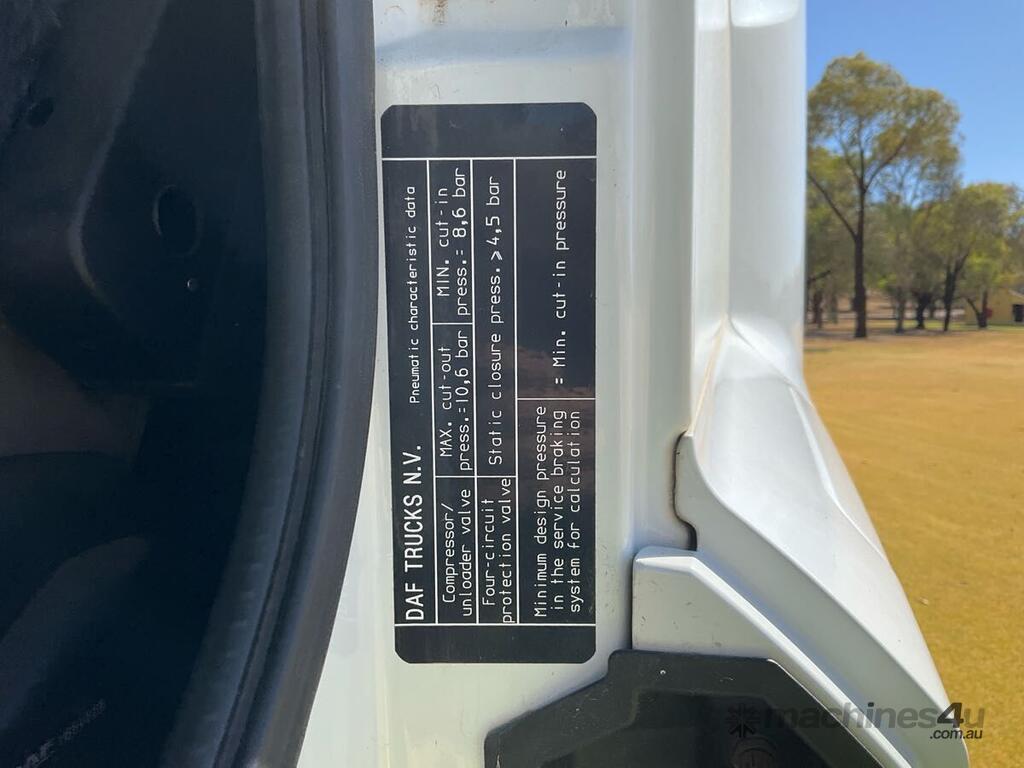 DAF TRUCKS N.V. Pneumatic characteristic data
Compressor/
unloader valve
MAX. cut-out
press.=10,6 bar
MIN. cut-in
press.= 8,6 bar
Four-circuit
protection valve
Static closure press. >4,5 bar
Minimum design pressure
in the service braking
system for calculation
= Min. cut-in pressure
machines4u
.com.au